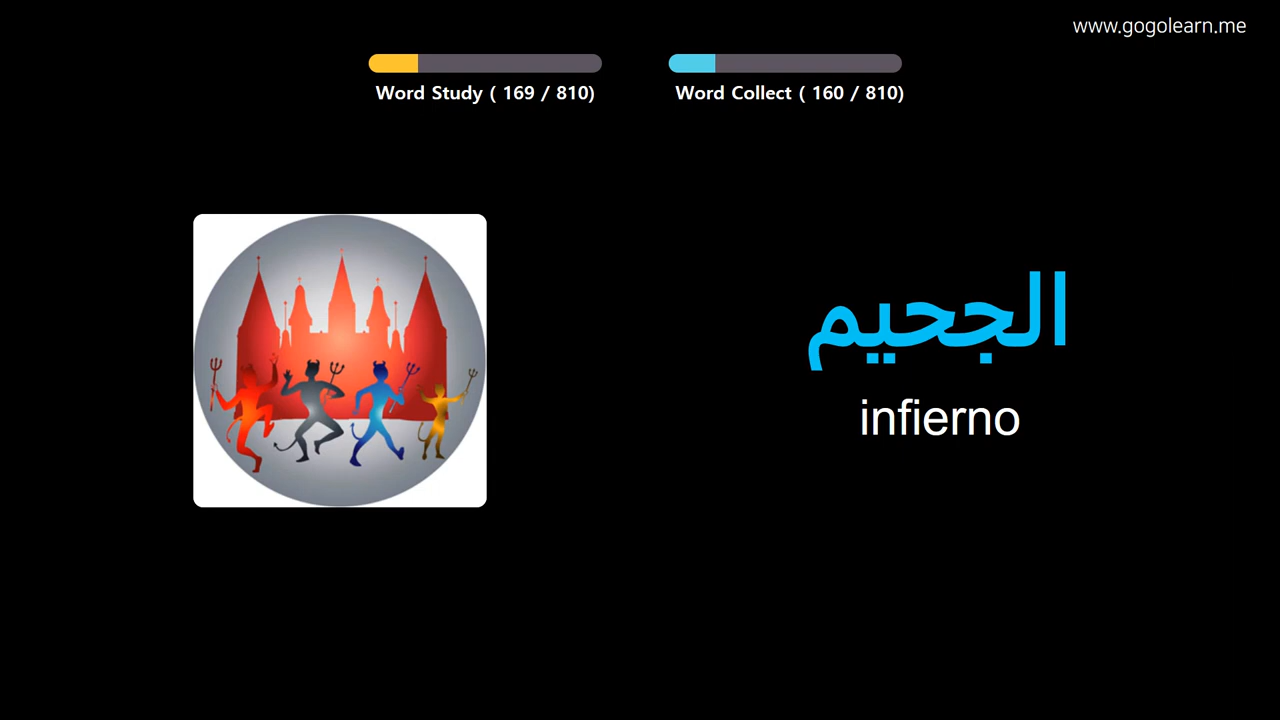 www.gogolearn.me
Word Study ( 169 / 810)
Word Collect ( 160 / 810)
الجحيم
infierno